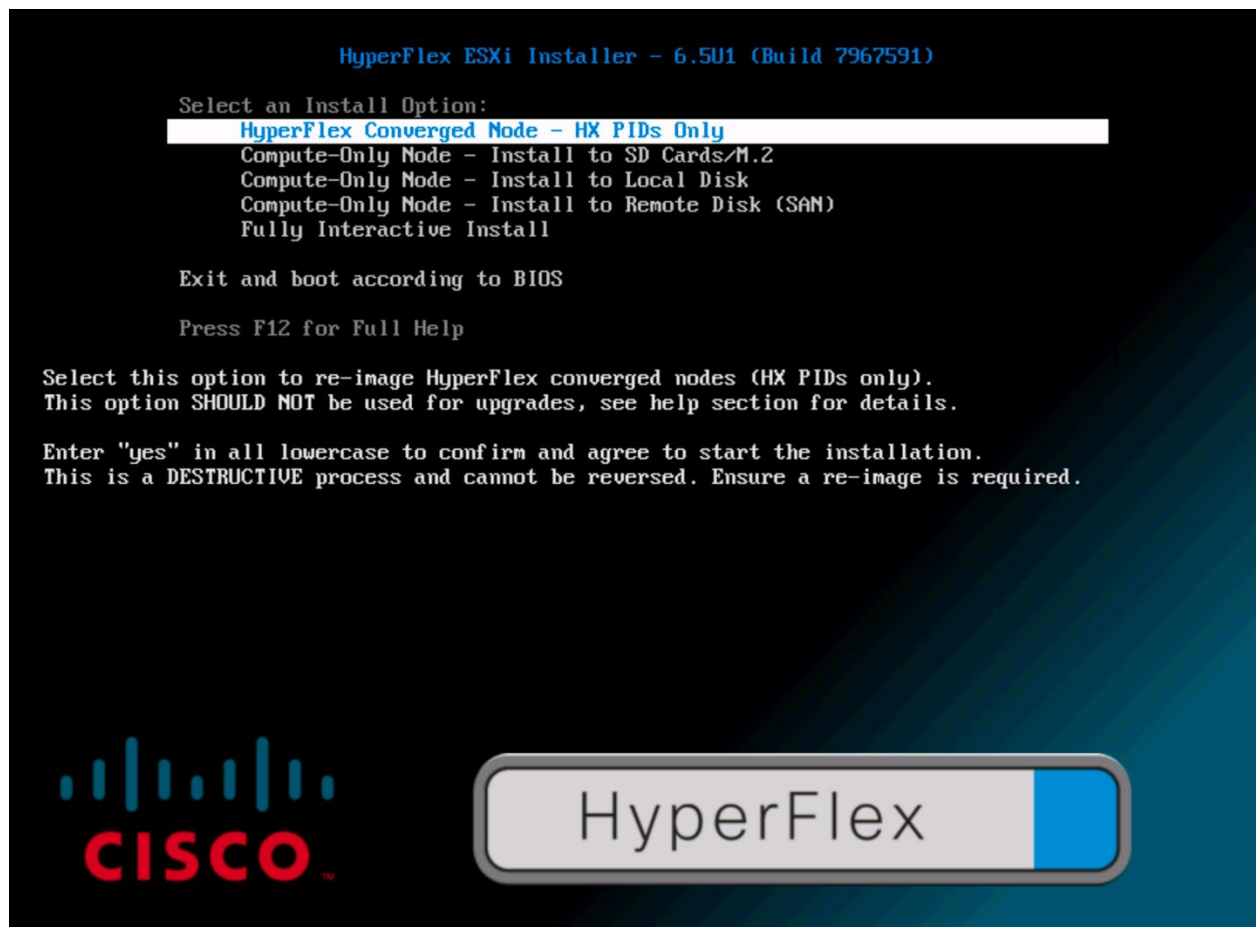 HyperFlex ESXi Installer - 6.5U1 (Build 7967591)
Select an Install Option:
HyperFlex Converged Node - HX PIDs Only
Compute-Only Node - Install to SD Cards/M.2
Compute-Only Node - Install to Local Disk
Compute-Only Node - Install to Remote Disk (SAN)
Fully Interactive Install
Exit and boot according to BIOS
Press F12 for Full Help
Select this option to re-image HyperFlex converged nodes (HX PIDs only).
This option SHOULD NOT be used for upgrades, see help section for details.
Enter "yes" in all lowercase to confirm and agree to start the installation.
This is a DESTRUCTIVE process and cannot be reversed. Ensure a re-image is required.
CISCO™
HyperFlex